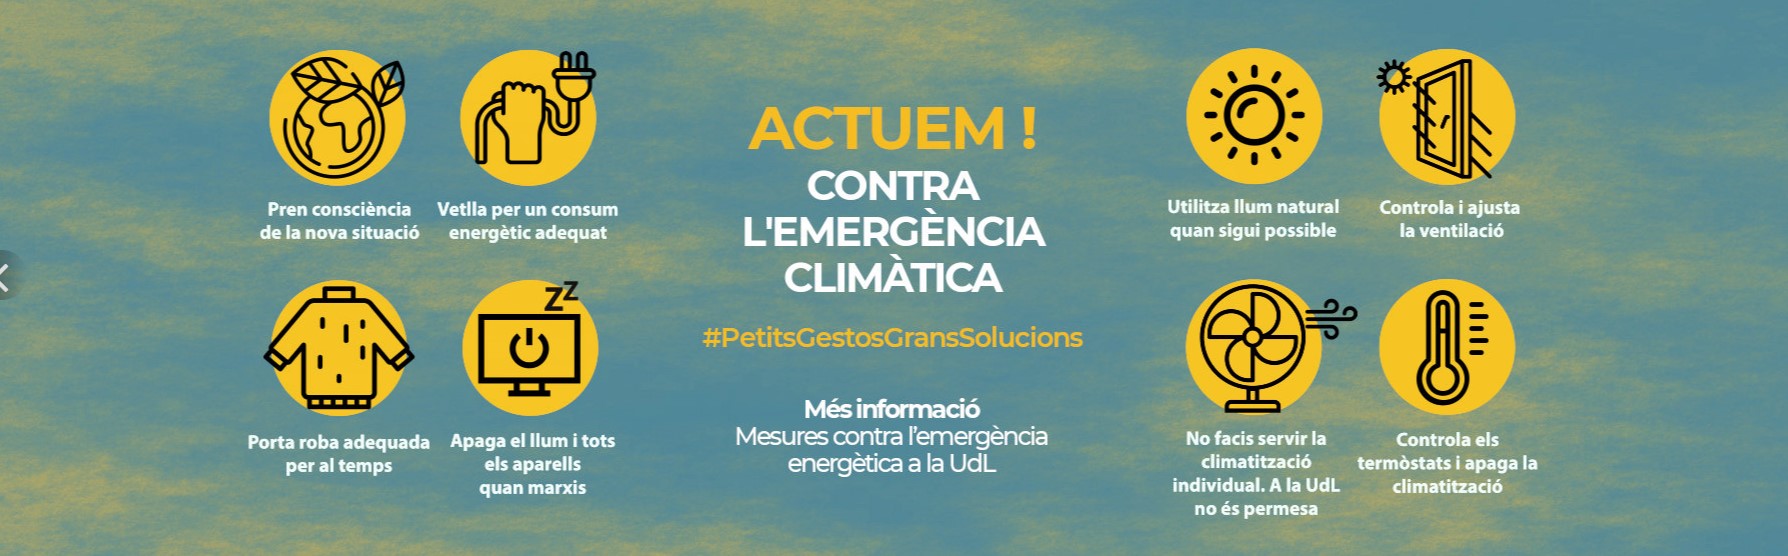 Pren consciència
de la nova situació
Vetlla per un consum
energètic adequat
Porta roba adequada
per al temps
zz
Apaga el llum i tots
els aparells
quan marxis
ACTUEM !
CONTRA
L'EMERGÈNCIA
CLIMÀTICA
#PetitsGestosGransSolucions
Més informació
Mesures contra l'emergència
energètica a la UdL
Utilitza llum natural
quan sigui possible
Controla i ajusta
la ventilació
No facis servir la
climatització
individual. A la UdL
no és permesa
Controla els
termòstats i apaga la
climatització